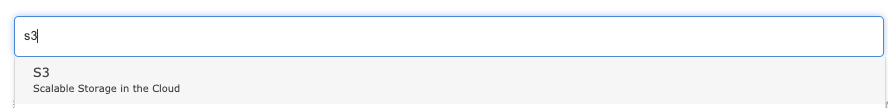 s3
S3
Scalable Storage in the Cloud